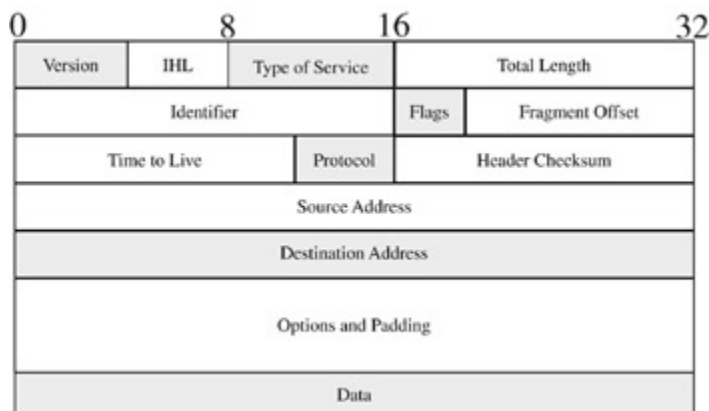 0 8 16 32
Version IHL Type of Service Total Length
Identifier Flags Fragment Offset
Time to Live Protocol Header Checksum
Source Address
Destination Address
Options and Padding
Data